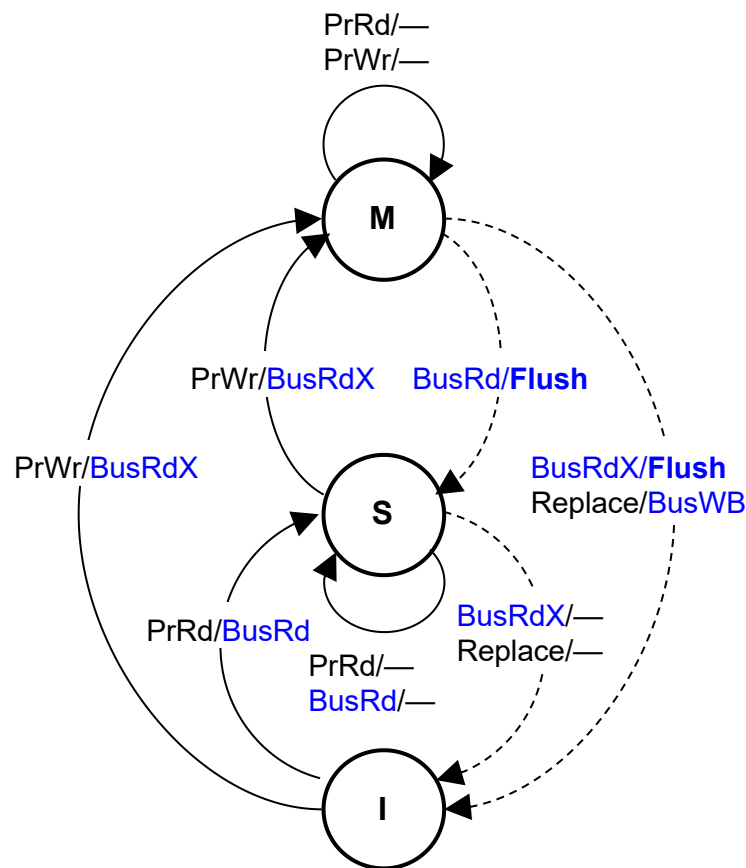 PrRd/—
PrWr/—
M
PrWr/BusRdX
BusRd/Flush
PrWr/BusRdX
BusRdX/Flush
Replace/BusWB
S
PrRd/BusRd
BusRdX/—
Replace/—
PrRd/—
BusRd/—
I